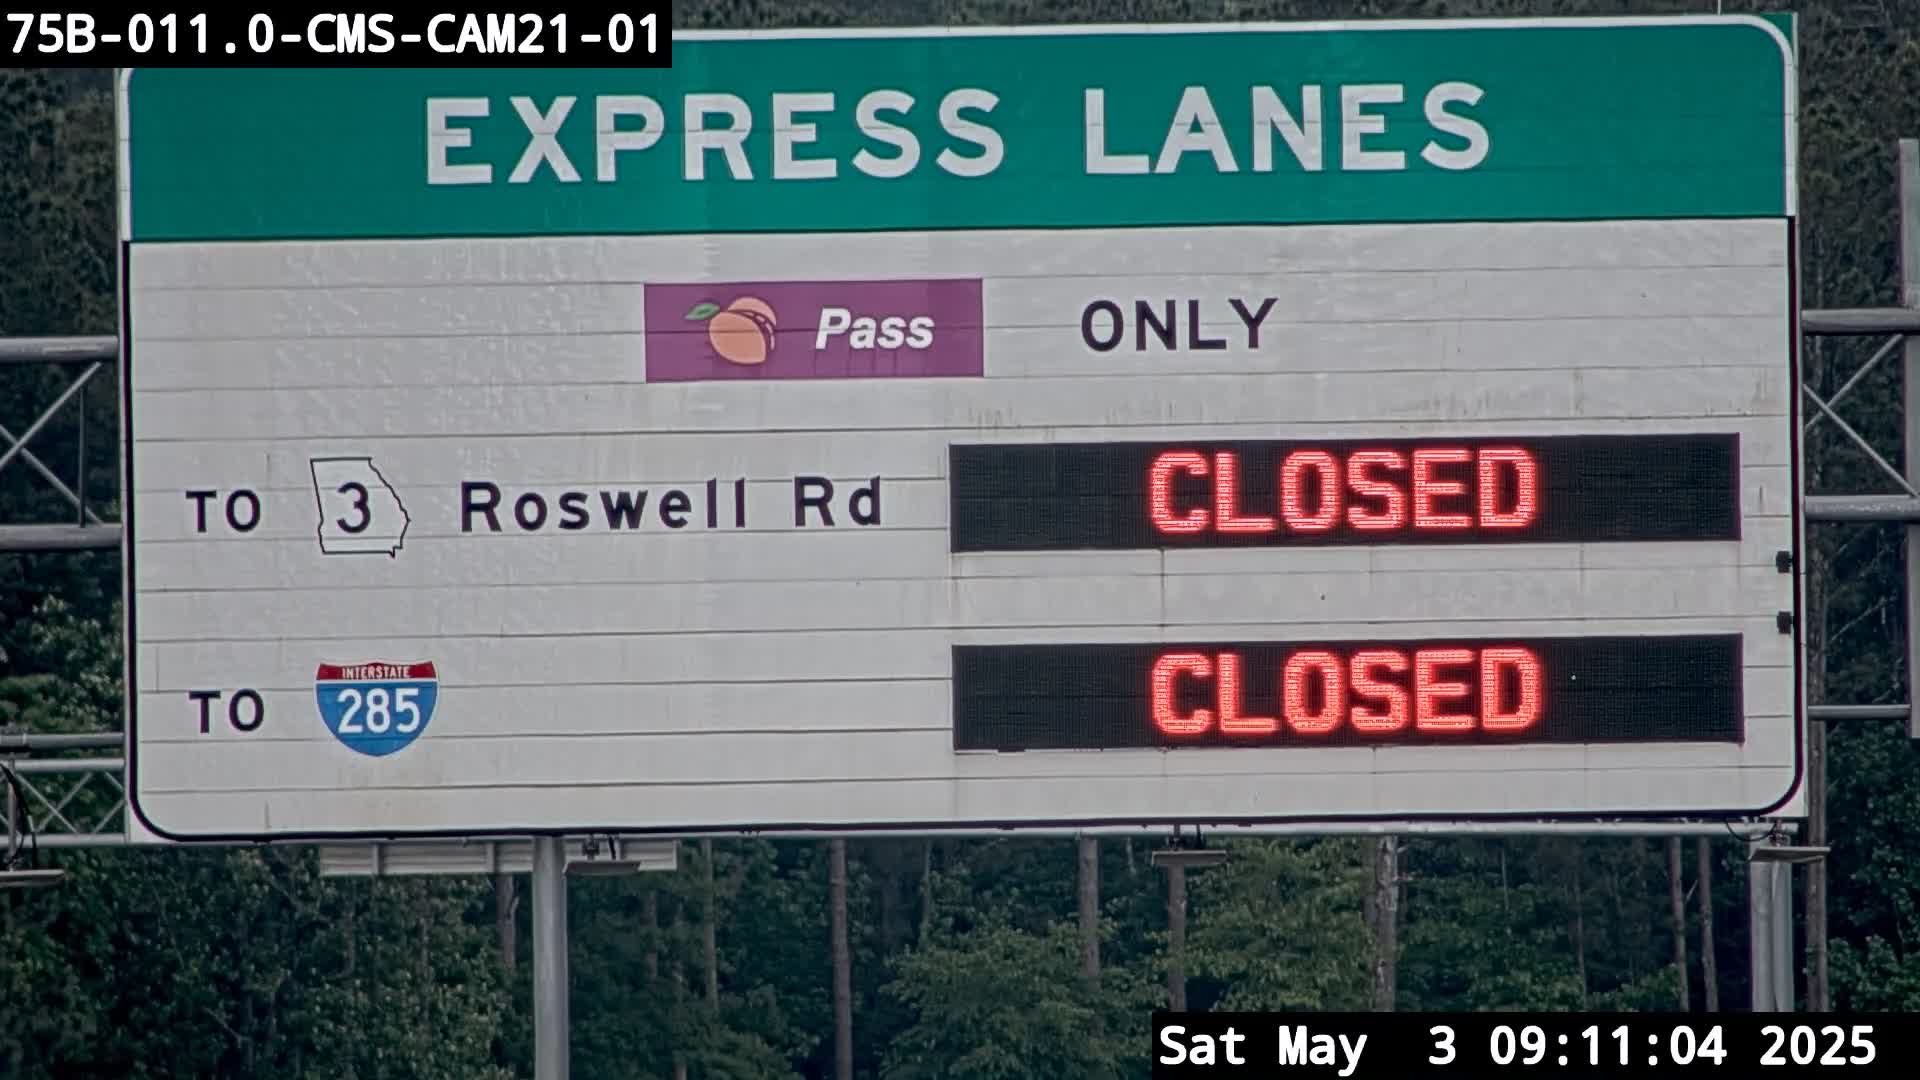 75B-011.0-CMS-CAM21-01
EXPRESS LANES
Pass ONLY
TO 3 Roswell Rd CLOSED
TO INTERSTATE 285 CLOSED
Sat May 3 09:11:04 2025